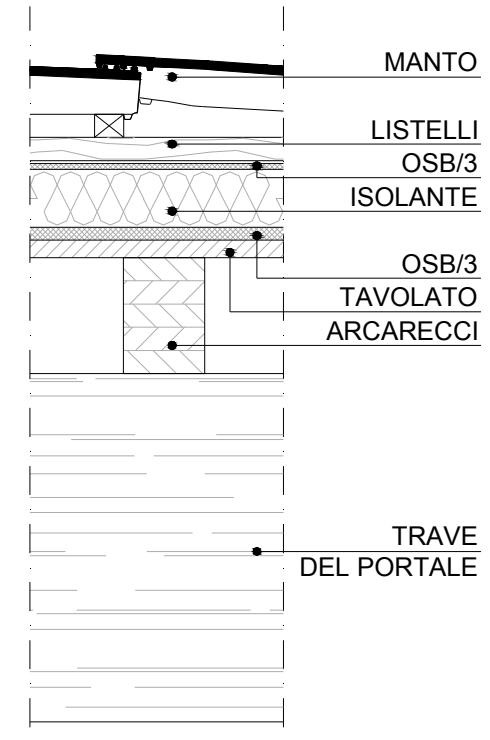 MANTO
LISTELLI
OSB/3
ISOLANTE
OSB/3
TAVOLATO
ARCARECCI
TRAVE
DEL PORTALE